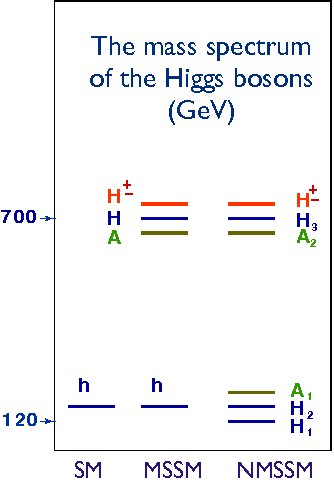 The mass spectrum
of the Higgs bosons
(GeV)
H± H±
700 H H₃
A A₂
h h A₁
H₂
120 H₁
SM MSSM NMSSM